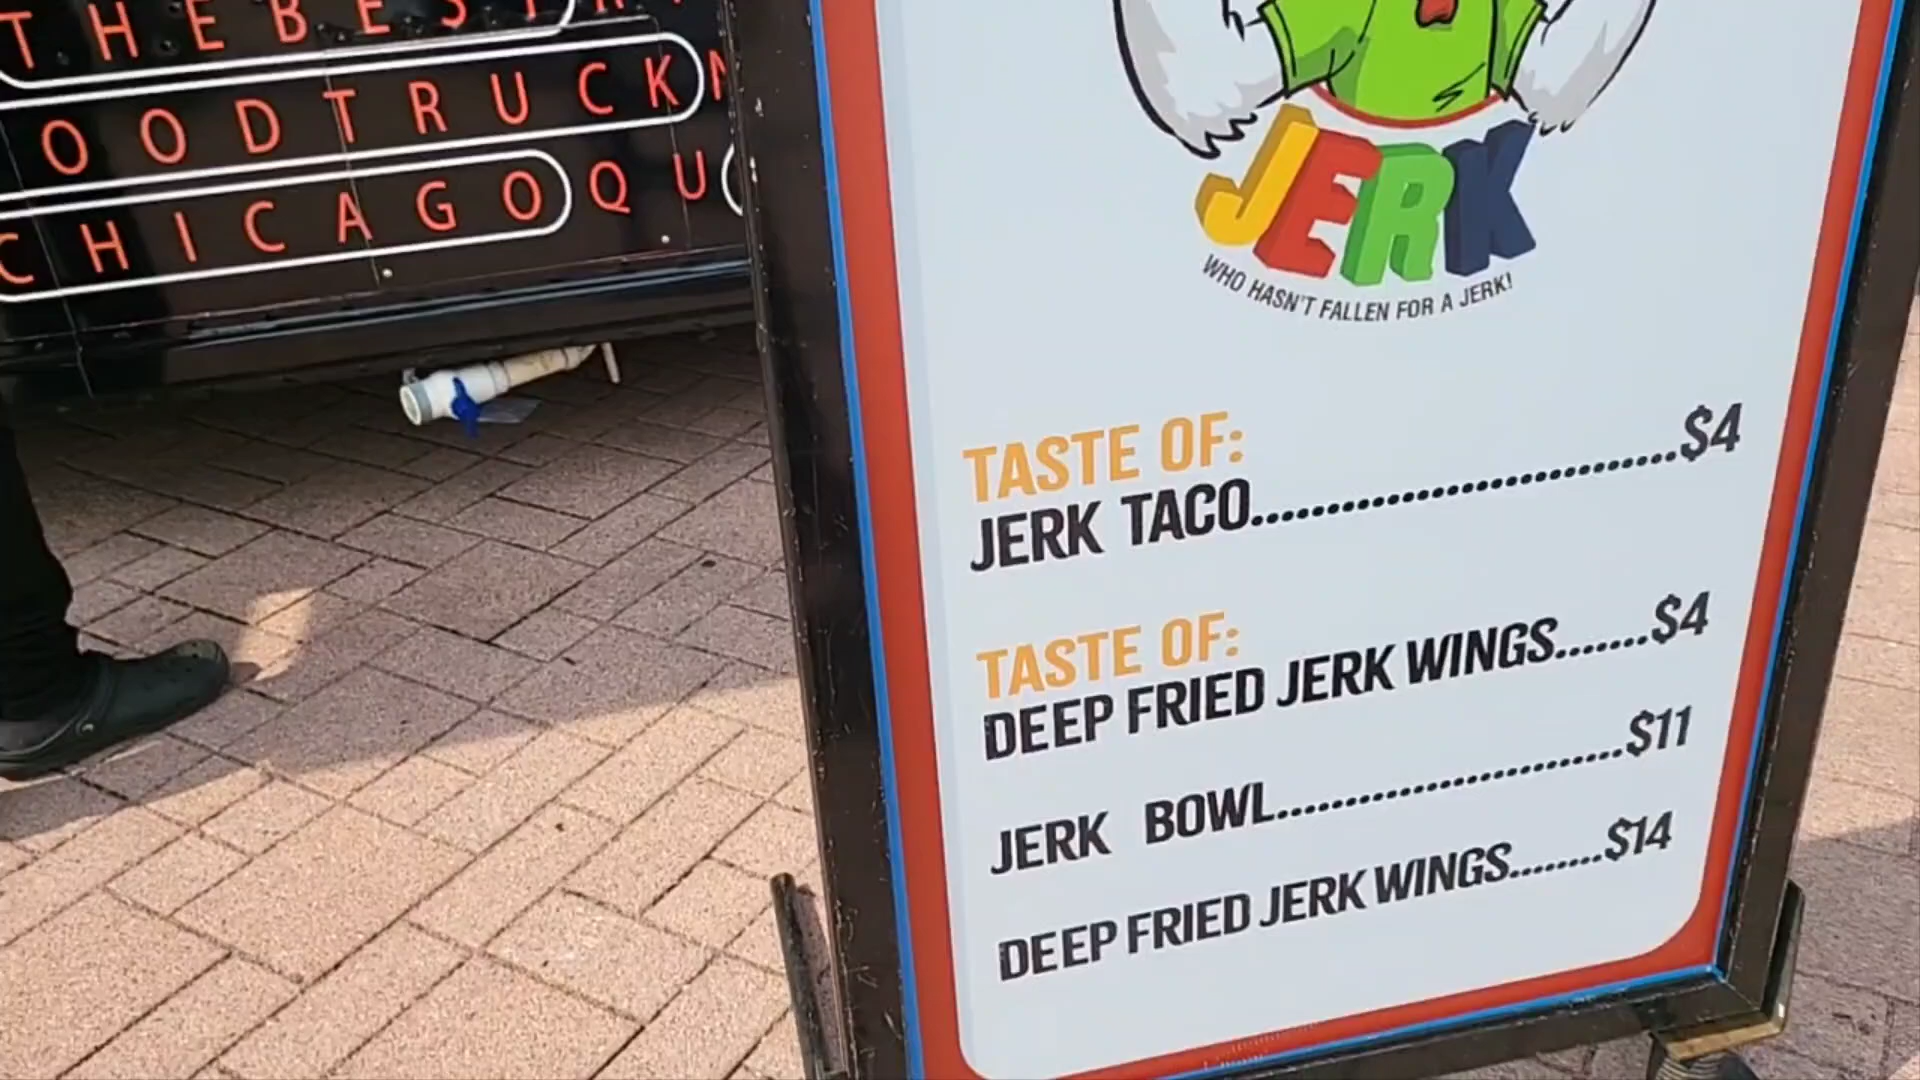 THEBEST
OODTRUCK
CHICAGOQU
JERK
WHO HASN'T FALLEN FOR A JERK!
TASTE OF:
JERK TACO..............................$4
TASTE OF:
DEEP FRIED JERK WINGS.......$4
JERK BOWL..............................$11
DEEP FRIED JERK WINGS.......$14